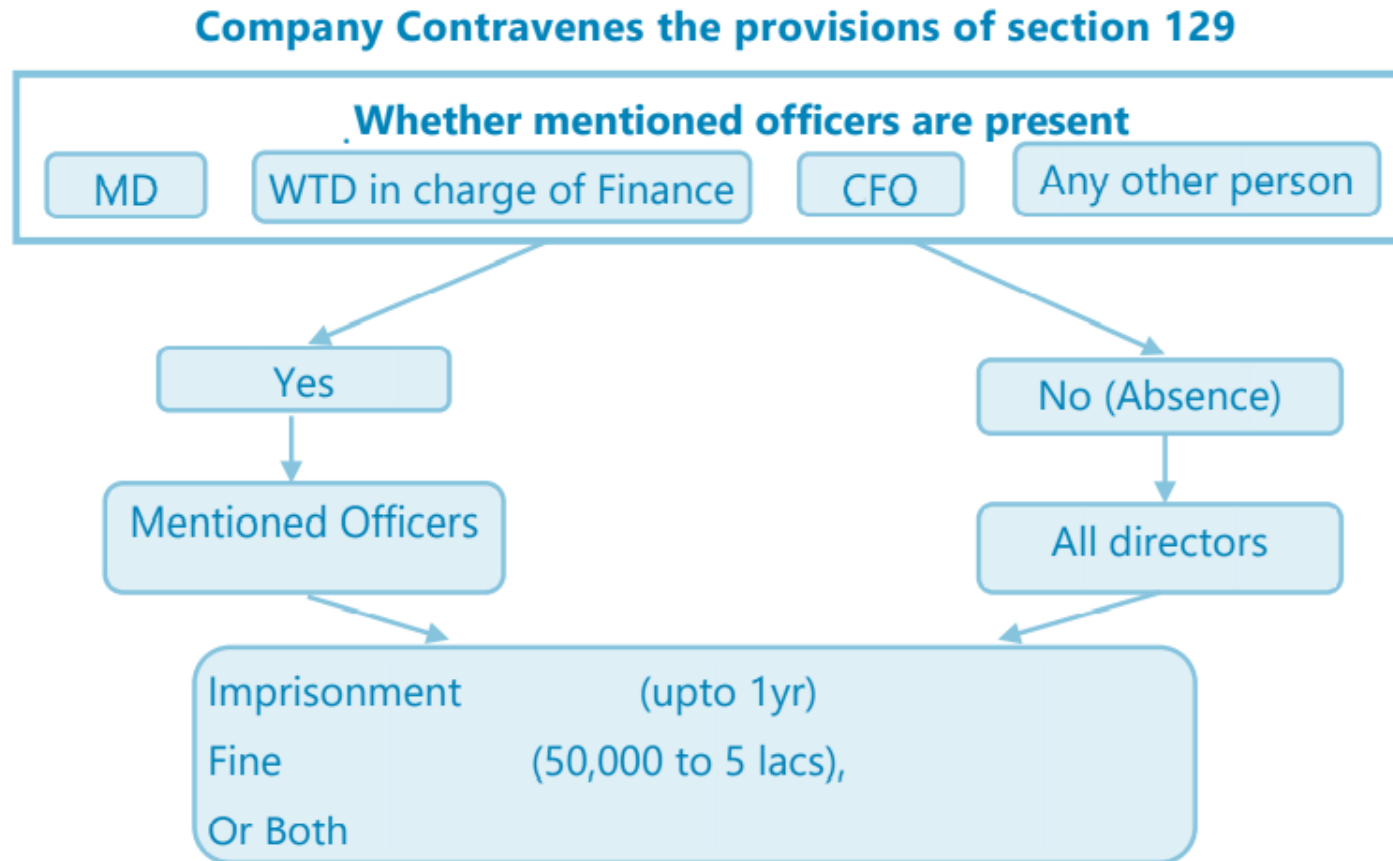 Company Contravenes the provisions of section 129
.Whether mentioned officers are present
MD
WTD in charge of Finance
CFO
Any other person
Yes
No (Absence)
Mentioned Officers
All directors
Imprisonment (upto 1yr)
Fine (50,000 to 5 lacs),
Or Both